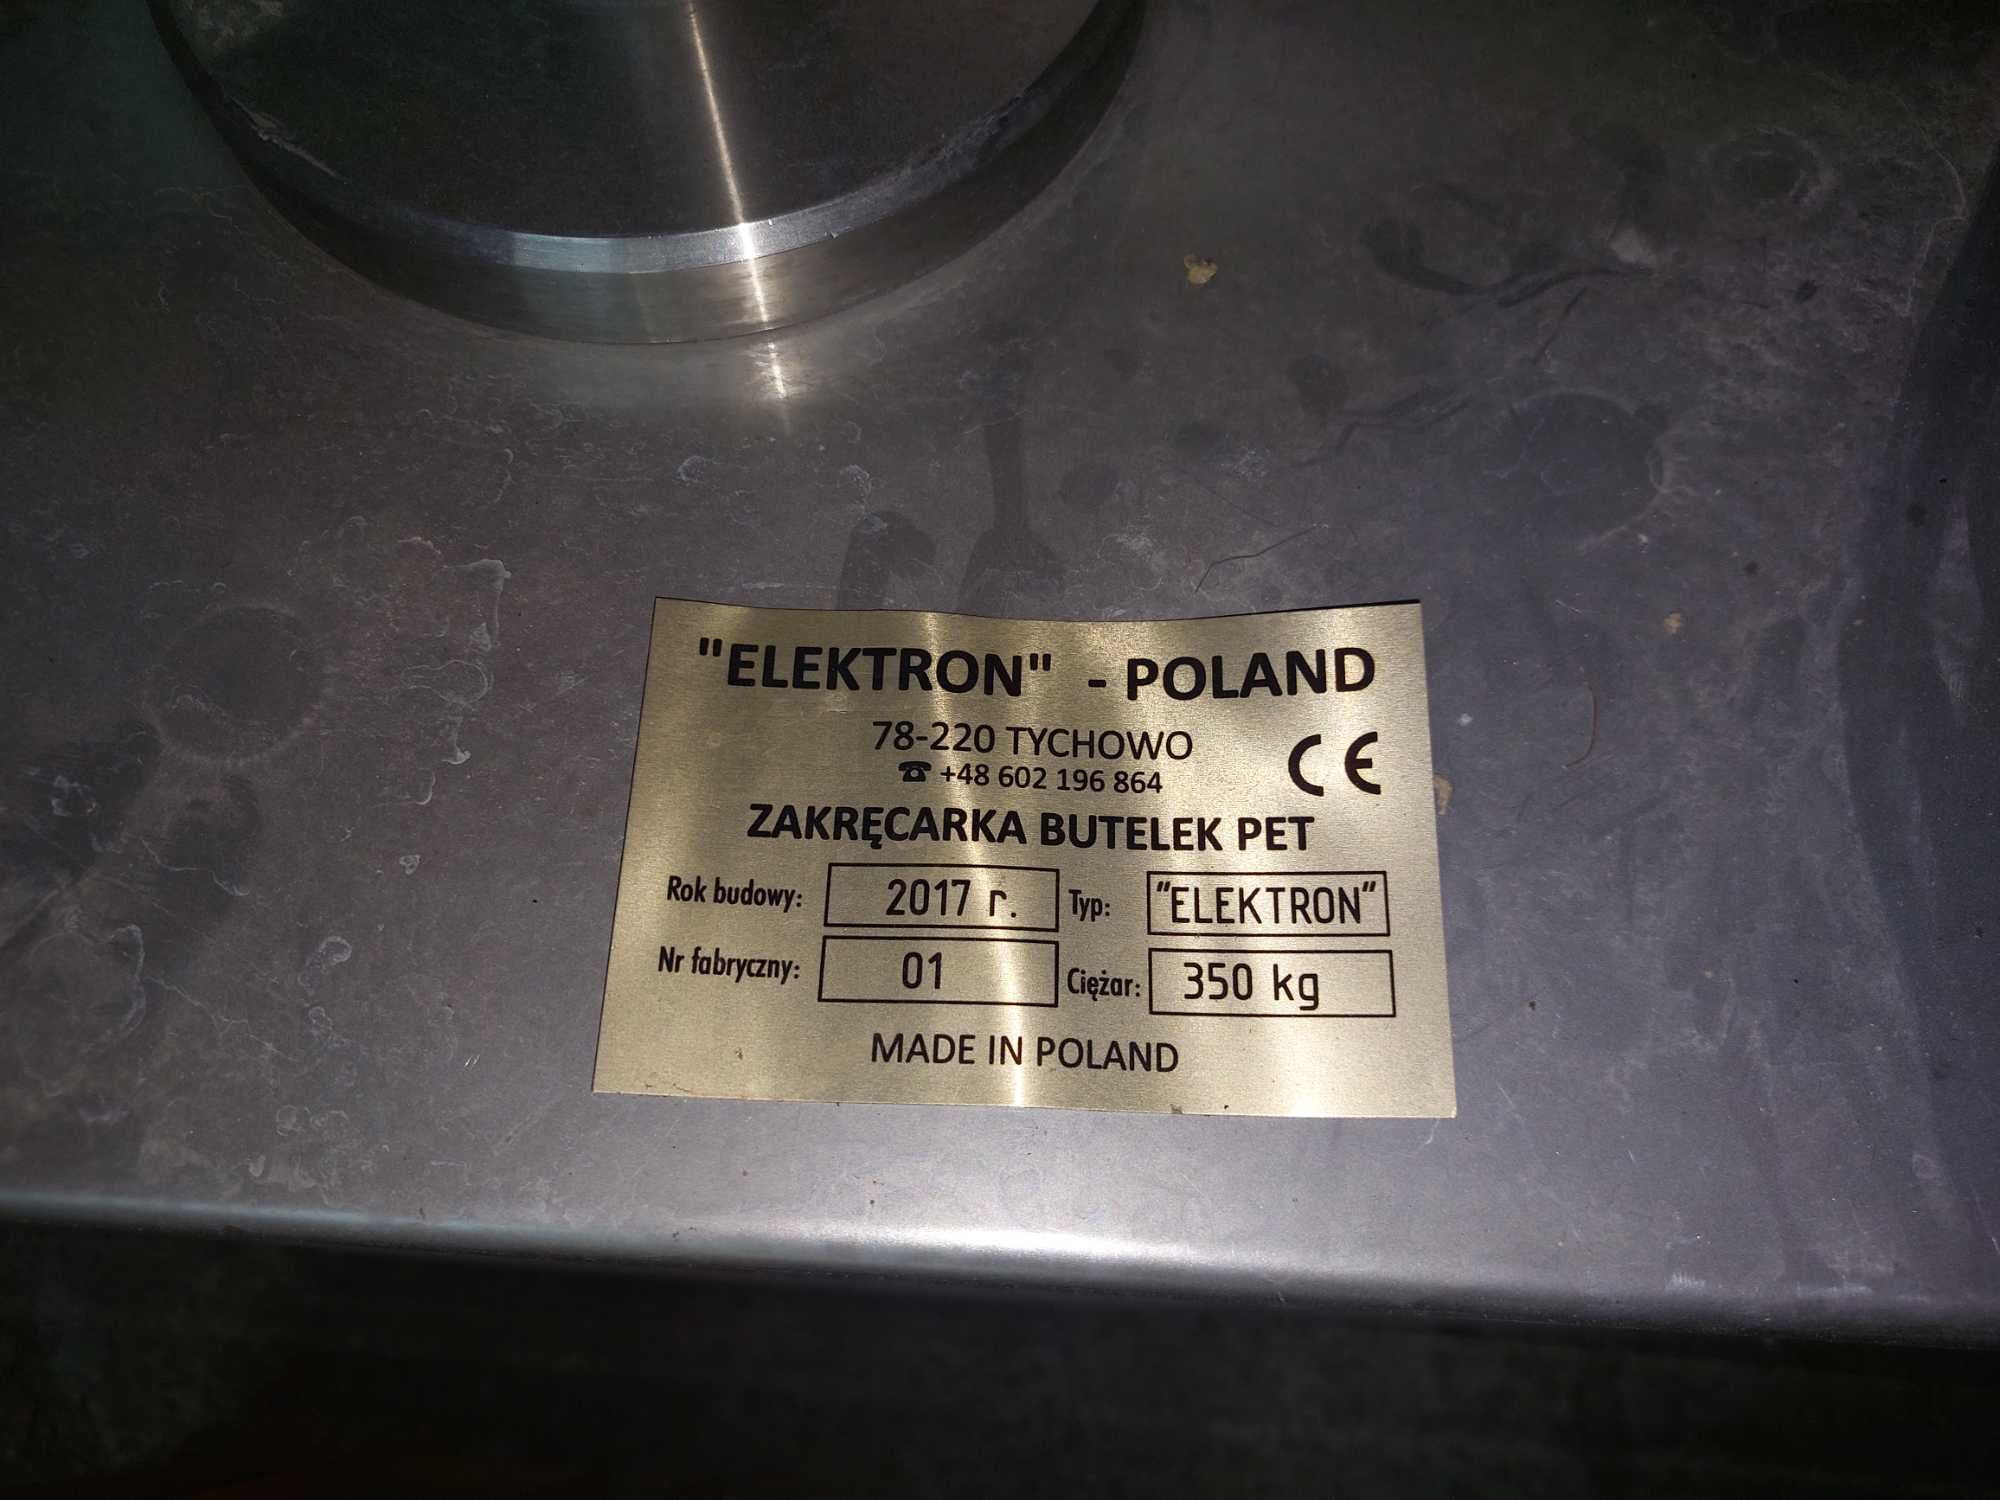 "ELEKTRON" - POLAND
78-220 TYCHOWO
☎ +48 602 196 864
CE
ZAKRĘCARKA BUTELEK PET
Rok budowy: 2017 r. Typ: "ELEKTRON"
Nr fabryczny: 01 Ciężar: 350 kg
MADE IN POLAND